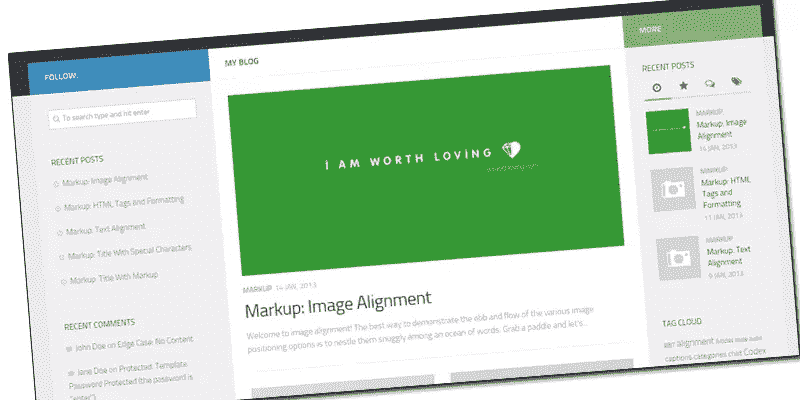 FOLLOW:
To search type and hit enter
RECENT POSTS
Markup: Image Alignment
Markup: HTML Tags and Formatting
Markup: Text Alignment
Markup: Title With Special Characters
Markup: Title With Markup
RECENT COMMENTS
John Doe on Edge Case: No Content
Jane Doe on Protected: Template:
Password Protected (the password is
"enter")
MY BLOG
I AM WORTH LOVING
MARKUP 14 JAN, 2013
Markup: Image Alignment
Welcome to image alignment! The best way to demonstrate the ebb and flow of the various image
positioning options is to nestle them snuggly among an ocean of words. Grab a paddle and let's...
MORE
RECENT POSTS
MARKUP
Markup: Image
Alignment
14 JAN, 2013
MARKUP
Markup: HTML
Tags and
Formatting
11 JAN, 2013
MARKUP
Markup: Text
Alignment
9 JAN, 2013
TAG CLOUD
alignment
captions categories chat Codex